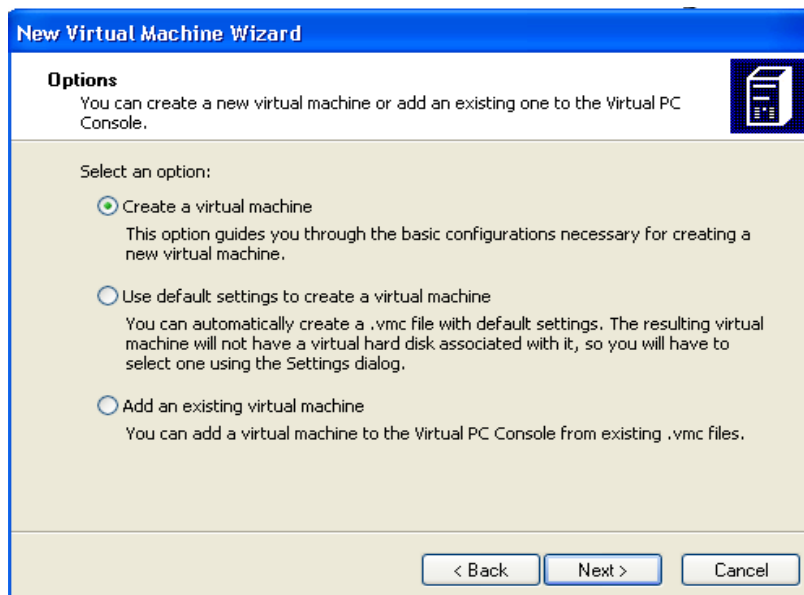 New Virtual Machine Wizard
Options
You can create a new virtual machine or add an existing one to the Virtual PC
Console.
Select an option:
Create a virtual machine
This option guides you through the basic configurations necessary for creating a
new virtual machine.
Use default settings to create a virtual machine
You can automatically create a .vmc file with default settings. The resulting virtual
machine will not have a virtual hard disk associated with it, so you will have to
select one using the Settings dialog.
Add an existing virtual machine
You can add a virtual machine to the Virtual PC Console from existing .vmc files.
< Back Next > Cancel